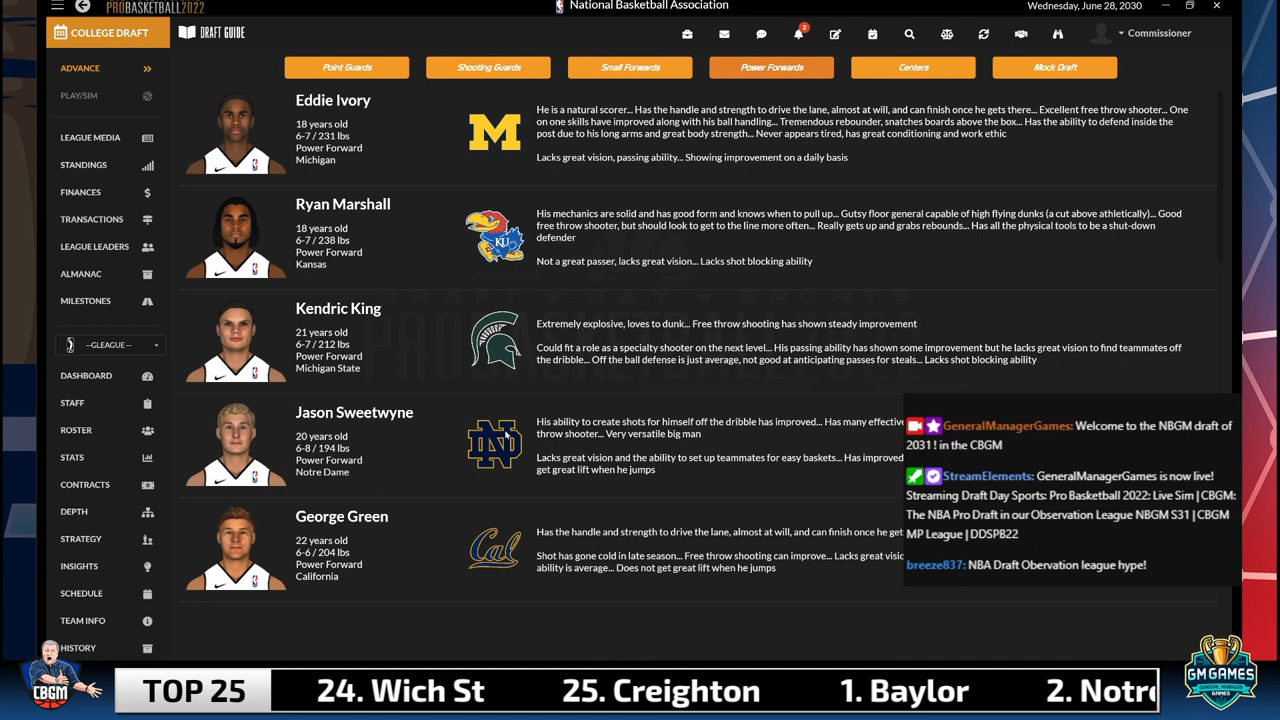 PROBASKETBALL2022
National Basketball Association
Wednesday, June 28, 2030
COLLEGE DRAFT
DRAFT GUIDE
2
Commissioner
ADVANCE
PLAY/SIM
LEAGUE MEDIA
STANDINGS
FINANCES
TRANSACTIONS
LEAGUE LEADERS
ALMANAC
MILESTONES
--GLEAGUE --
DASHBOARD
STAFF
ROSTER
STATS
CONTRACTS
DEPTH
STRATEGY
INSIGHTS
SCHEDULE
TEAM INFO
HISTORY
Point Guards
Shooting Guards
Small Forwards
Power Forwards
Centers
Mock Draft
Eddie Ivory
18 years old
6-7 / 231 lbs
Power Forward
Michigan
M
He is a natural scorer... Has the handle and strength to drive the lane, almost at will, and can finish once he gets there... Excellent free throw shooter... One
on one skills have improved along with his ball handling... Tremendous rebounder, snatches boards above the box... Has the ability to defend inside the
post due to his long arms and great body strength... Never appears tired, has great conditioning and work ethic
Lacks great vision, passing ability... Showing improvement on a daily basis
Ryan Marshall
18 years old
6-7 / 238 lbs
Power Forward
Kansas
KU
His mechanics are solid and has good form and knows when to pull up... Gutsy floor general capable of high flying dunks (a cut above athletically)... Good
free throw shooter, but should look to get to the line more often... Really gets up and grabs rebounds... Has all the physical tools to be a shut-down
defender
Not a great passer, lacks great vision... Lacks shot blocking ability
DRAFT DAY SPORTS
Kendric King
21 years old
6-7 / 212 lbs
Power Forward
Michigan State
Extremely explosive, loves to dunk... Free throw shooting has shown steady improvement
Could fit a role as a specialty shooter on the next level... His passing ability has shown some improvement but he lacks great vision to find teammates off
the dribble... Off the ball defense is just average, not good at anticipating passes for steals... Lacks shot blocking ability
Jason Sweetwyne
20 years old
6-8 / 194 lbs
Power Forward
Notre Dame
ND
His ability to create shots for himself off the dribble has improved... Has many effective
throw shooter... Very versatile big man
Lacks great vision and the ability to set up teammates for easy baskets... Has improved
get great lift when he jumps
George Green
22 years old
6-6 / 204 lbs
Power Forward
California
Cal
Has the handle and strength to drive the lane, almost at will, and can finish once he get
Shot has gone cold in late season... Free throw shooting can improve... Lacks great visio
ability is average... Does not get great lift when he jumps
GeneralManagerGames: Welcome to the NBGM draft of
2031! in the CBGM
StreamElements: GeneralManagerGames is now live!
Streaming Draft Day Sports: Pro Basketball 2022: Live Sim | CBGM:
The NBA Pro Draft in our Observation League NBGM S31 | CBGM
MP League | DDSPB22
breeze837: NBA Draft Obervation league hype!
CBGM
TOP 25
24. Wich St
25. Creighton
1. Baylor
2. Notre
GM GAMES
GENERAL MANAGER
GAMES